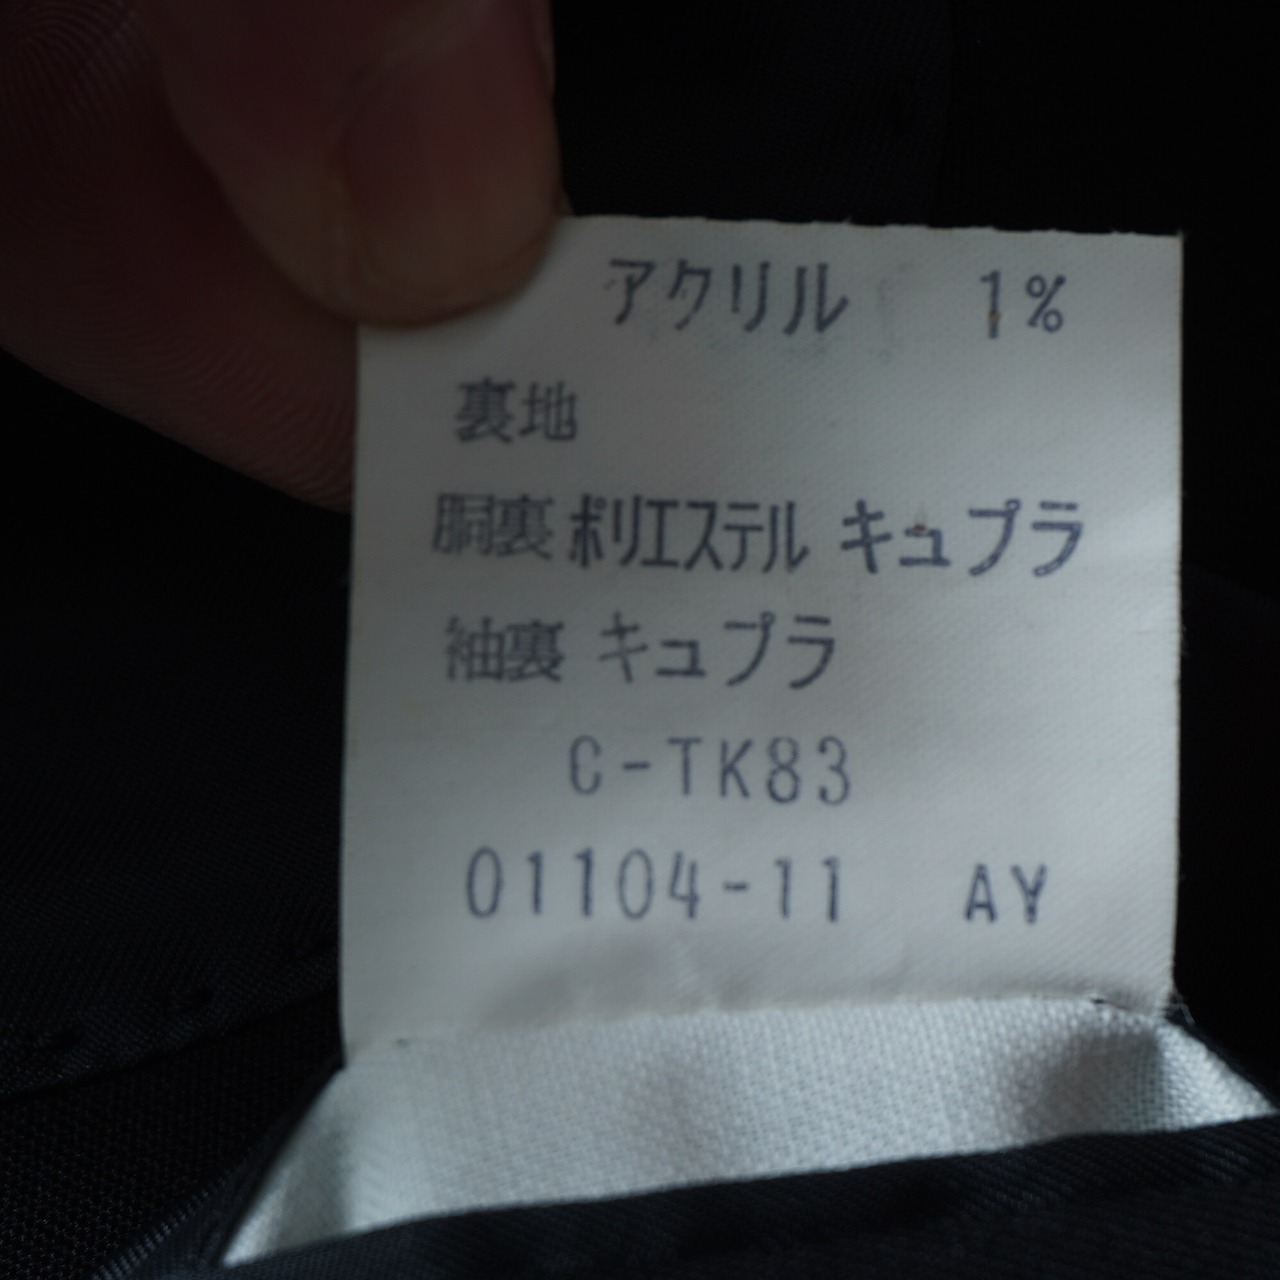 アクリル 1%
裏地
胴裏 ポリエステル キュプラ
袖裏 キュプラ
C-TK83
01104-11 AY